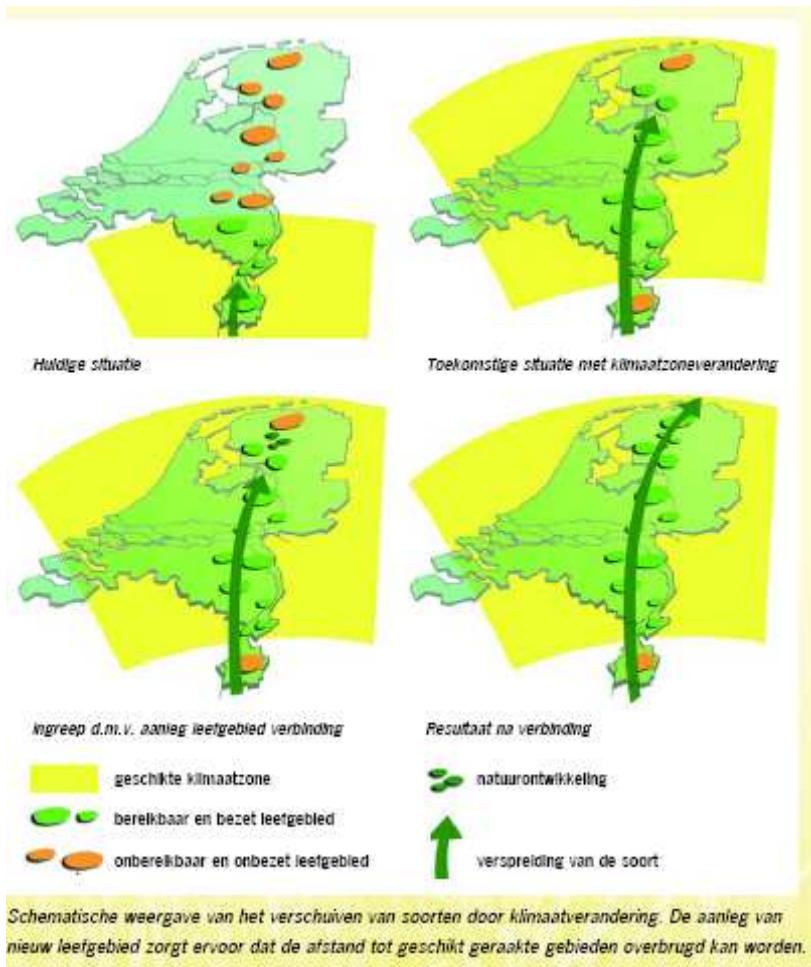 Huidige situatie
Toekomstige situatie met klimaatzoneverandering
Ingreep d.m.v. aanleg leefgebied verbinding
Resultaat na verbinding
geschikte klimaatzone
bereikbaar en bezet leefgebied
onbereikbaar en onbezet leefgebied
natuurontwikkeling
verspreiding van de soort
Schematische weergave van het verschuiven van soorten door klimaatverandering. De aanleg van
nieuw leefgebied zorgt ervoor dat de afstand tot geschikt geraakte gebieden overbrugd kan worden.